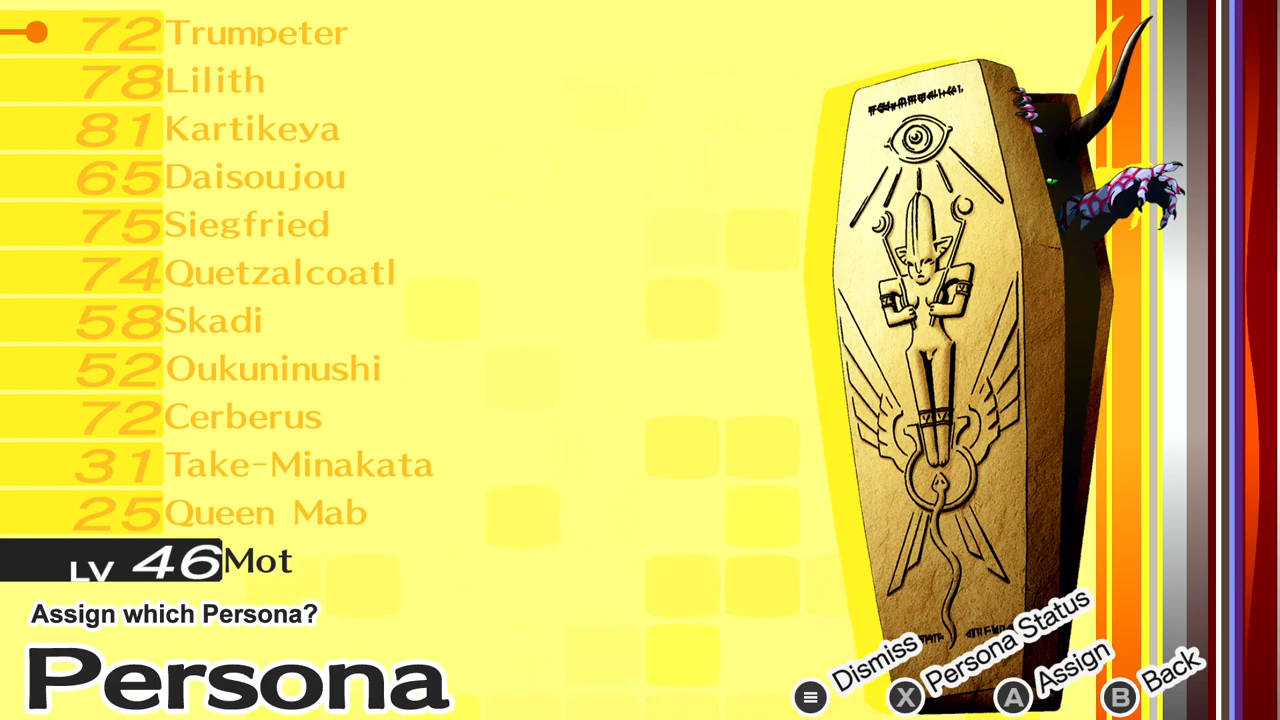 72 Trumpeter
78 Lilith
81 Kartikeya
65 Daisoujou
75 Siegfried
74 Quetzalcoatl
58 Skadi
52 Oukuninushi
72 Cerberus
31 Take-Minakata
25 Queen Mab
LV 46 Mot
Assign which Persona?
Persona
Dismiss
X Persona Status
A Assign
B Back